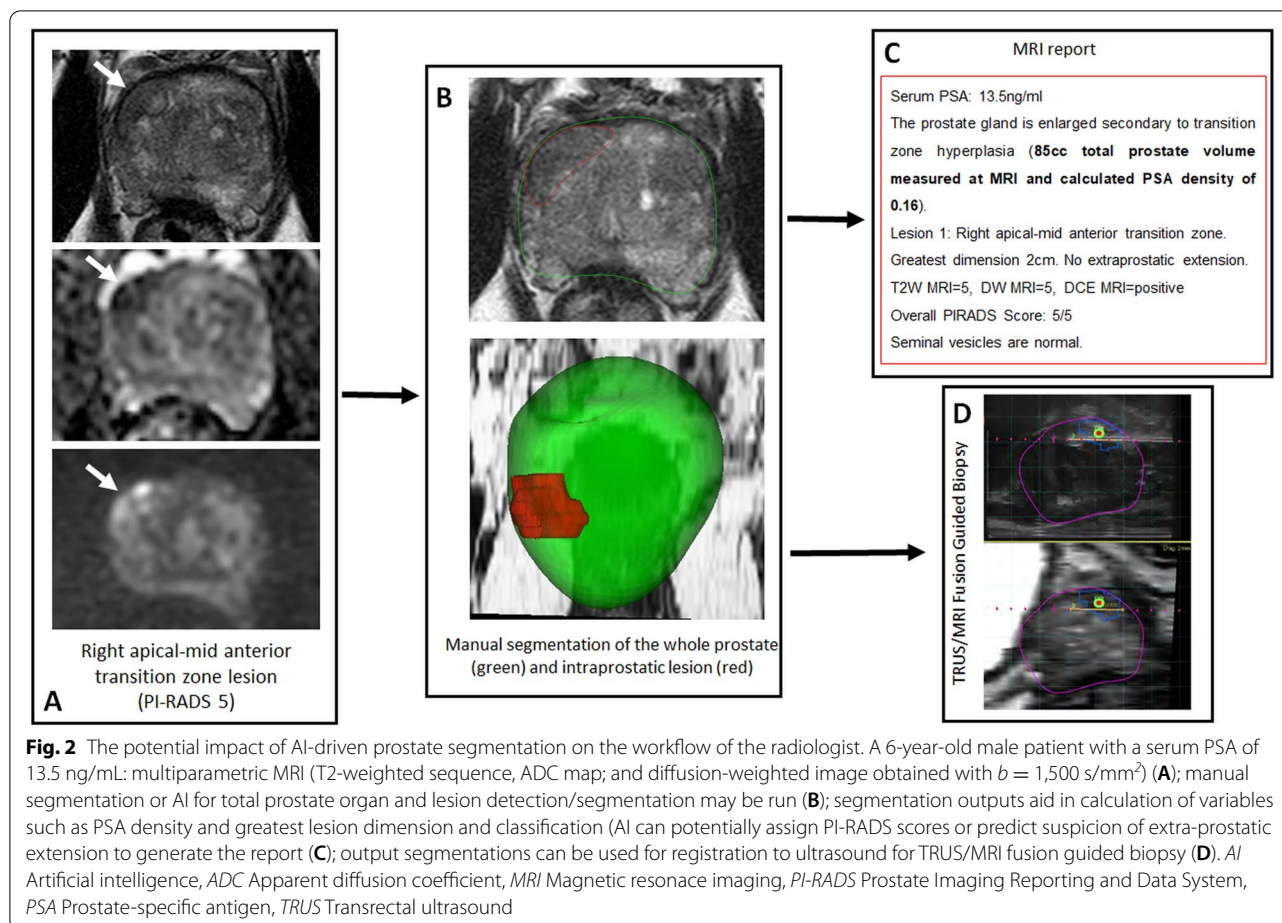 A
Right apical-mid anterior
transition zone lesion
(PI-RADS 5)
B
Manual segmentation of the whole prostate
(green) and intraprostatic lesion (red)
C
MRI report
Serum PSA: 13.5ng/ml
The prostate gland is enlarged secondary to transition
zone hyperplasia (85cc total prostate volume
measured at MRI and calculated PSA density of
0.16).
Lesion 1: Right apical-mid anterior transition zone.
Greatest dimension 2cm. No extraprostatic extension.
T2W MRI=5, DW MRI=5, DCE MRI=positive
Overall PIRADS Score: 5/5
Seminal vesicles are normal.
D
TRUS/MRI Fusion Guided Biopsy
Fig. 2 The potential impact of AI-driven prostate segmentation on the workflow of the radiologist. A 6-year-old male patient with a serum PSA of
13.5 ng/mL: multiparametric MRI (T2-weighted sequence, ADC map; and diffusion-weighted image obtained with b = 1,500 s/mm²) (A); manual
segmentation or AI for total prostate organ and lesion detection/segmentation may be run (B); segmentation outputs aid in calculation of variables
such as PSA density and greatest lesion dimension and classification (AI can potentially assign PI-RADS scores or predict suspicion of extra-prostatic
extension to generate the report (C); output segmentations can be used for registration to ultrasound for TRUS/MRI fusion guided biopsy (D). AI
Artificial intelligence, ADC Apparent diffusion coefficient, MRI Magnetic resonace imaging, PI-RADS Prostate Imaging Reporting and Data System,
PSA Prostate-specific antigen, TRUS Transrectal ultrasound